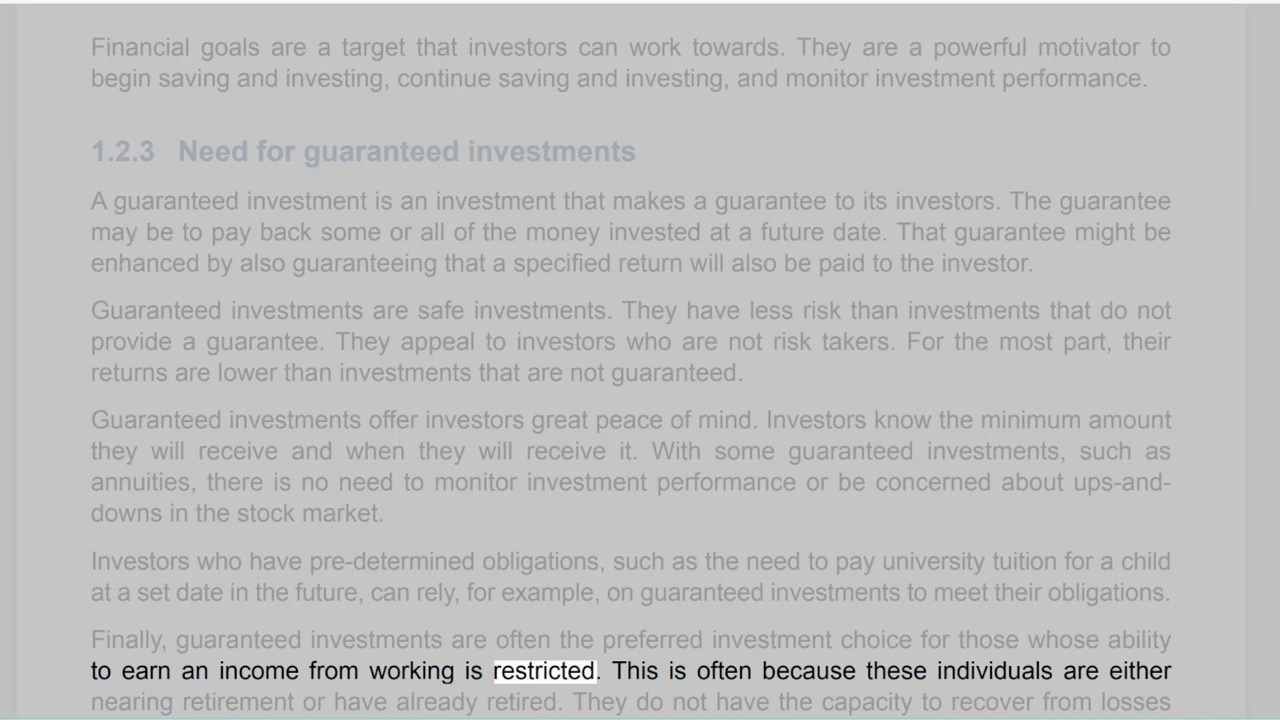 Financial goals are a target that investors can work towards. They are a powerful motivator to
begin saving and investing, continue saving and investing, and monitor investment performance.
1.2.3 Need for guaranteed investments
A guaranteed investment is an investment that makes a guarantee to its investors. The guarantee
may be to pay back some or all of the money invested at a future date. That guarantee might be
enhanced by also guaranteeing that a specified return will also be paid to the investor.
Guaranteed investments are safe investments. They have less risk than investments that do not
provide a guarantee. They appeal to investors who are not risk takers. For the most part, their
returns are lower than investments that are not guaranteed.
Guaranteed investments offer investors great peace of mind. Investors know the minimum amount
they will receive and when they will receive it. With some guaranteed investments, such as
annuities, there is no need to monitor investment performance or be concerned about ups-and-
downs in the stock market.
Investors who have pre-determined obligations, such as the need to pay university tuition for a child
at a set date in the future, can rely, for example, on guaranteed investments to meet their obligations.
Finally, guaranteed investments are often the preferred investment choice for those whose ability
to earn an income from working is restricted. This is often because these individuals are either
nearing retirement or have already retired. They do not have the capacity to recover from losses